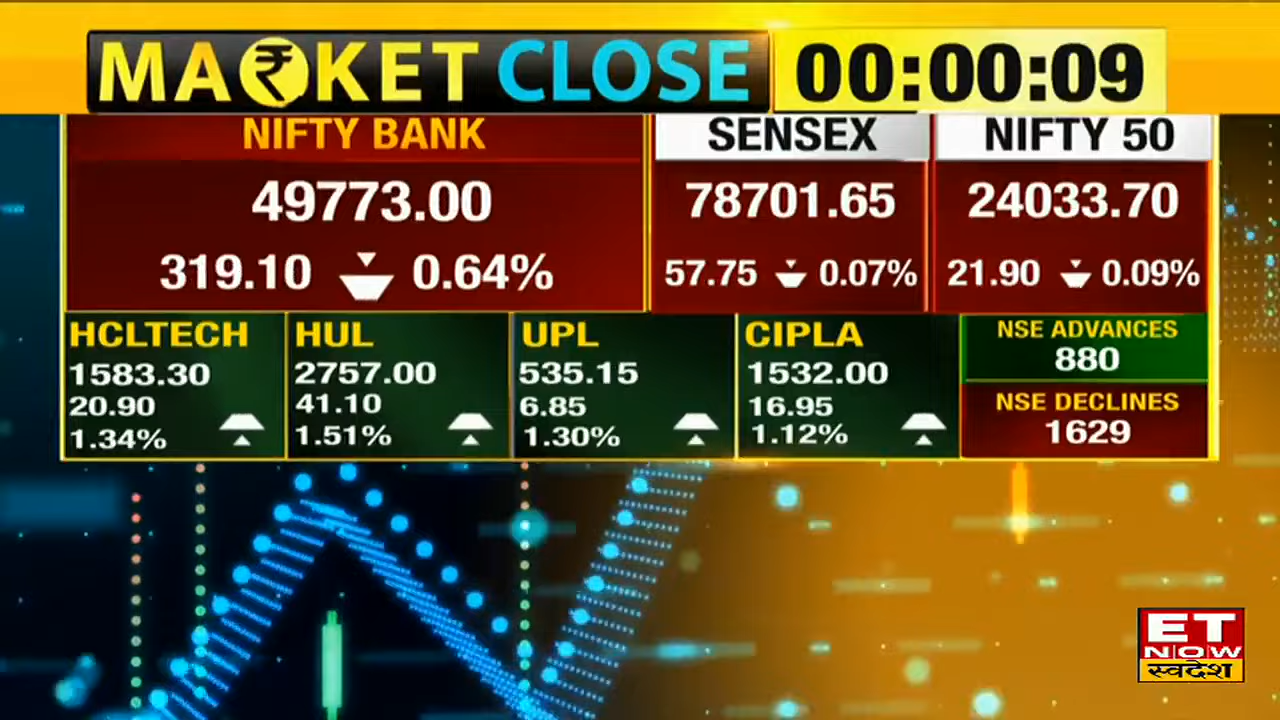 MA₹KET CLOSE 00:00:09
NIFTY BANK
49773.00
319.10 0.64%
SENSEX
78701.65
57.75 0.07%
NIFTY 50
24033.70
21.90 0.09%
HCLTECH
1583.30
20.90
1.34%
HUL
2757.00
41.10
1.51%
UPL
535.15
6.85
1.30%
CIPLA
1532.00
16.95
1.12%
NSE ADVANCES
880
NSE DECLINES
1629
ET
NOW
स्वदेश